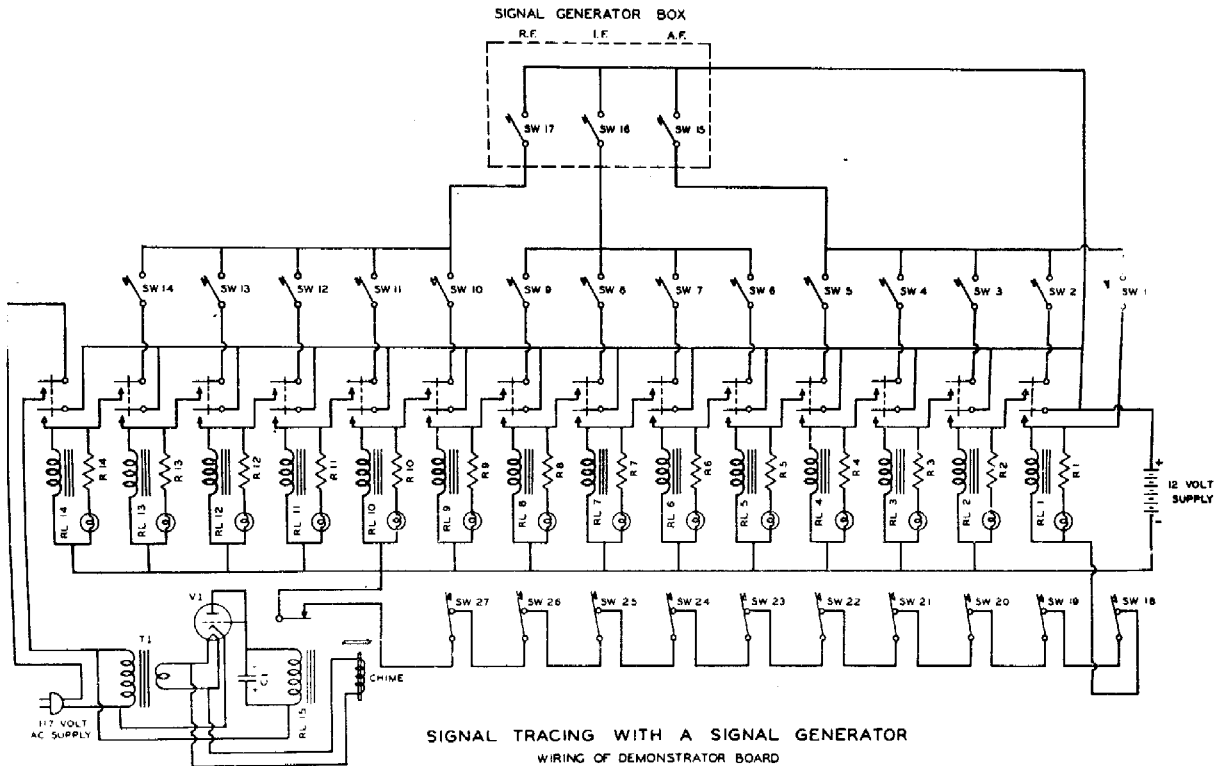 SIGNAL GENERATOR BOX
R.F. I.F. A.F.
SW 17 SW 16 SW 15
SW 14 SW 13 SW 12 SW 11 SW 10 SW 9 SW 8 SW 7 SW 6 SW 5 SW 4 SW 3 SW 2 SW 1
R 14 R 13 R 12 R 11 R 10 R 9 R 8 R 7 R 6 R 5 R 4 R 3 R 2 R 1
RL 14 RL 13 RL 12 RL 11 RL 10 RL 9 RL 8 RL 7 RL 6 RL 5 RL 4 RL 3 RL 2 RL 1
+
12 VOLT
SUPPLY
-
V1
SW 27 SW 26 SW 25 SW 24 SW 23 SW 22 SW 21 SW 20 SW 19 SW 18
T1
+ C1
RL 15
CHIME
117 VOLT
AC SUPPLY
SIGNAL TRACING WITH A SIGNAL GENERATOR
WIRING OF DEMONSTRATOR BOARD